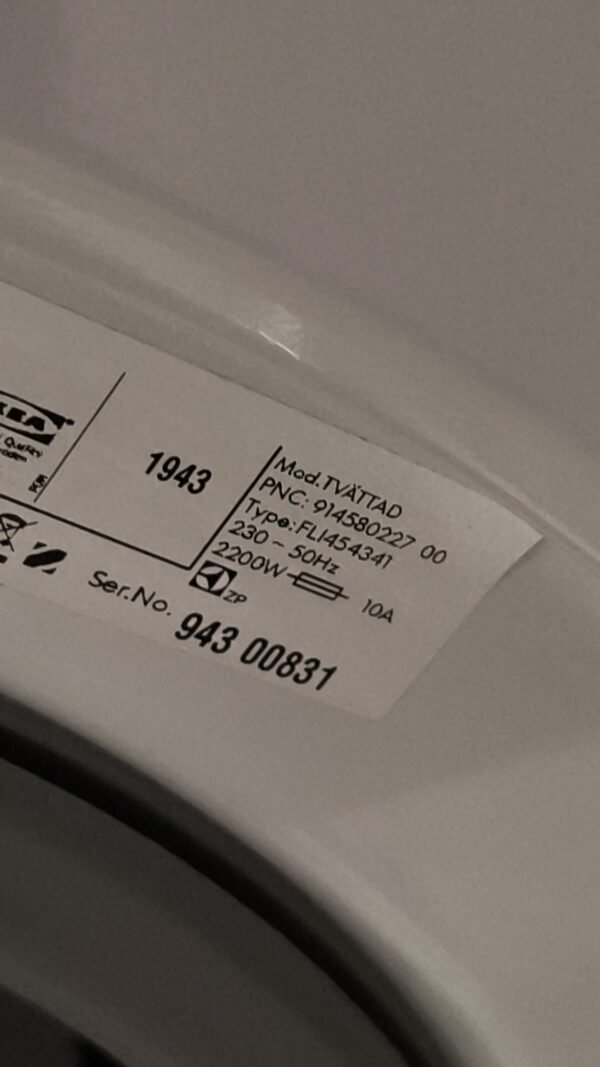 1943
Mod.TVÄTTAD
PNC: 914580227 00
Type:FLI454341
230 ~ 50Hz
2200W 10A
ZP
Ser.No. 943 00831